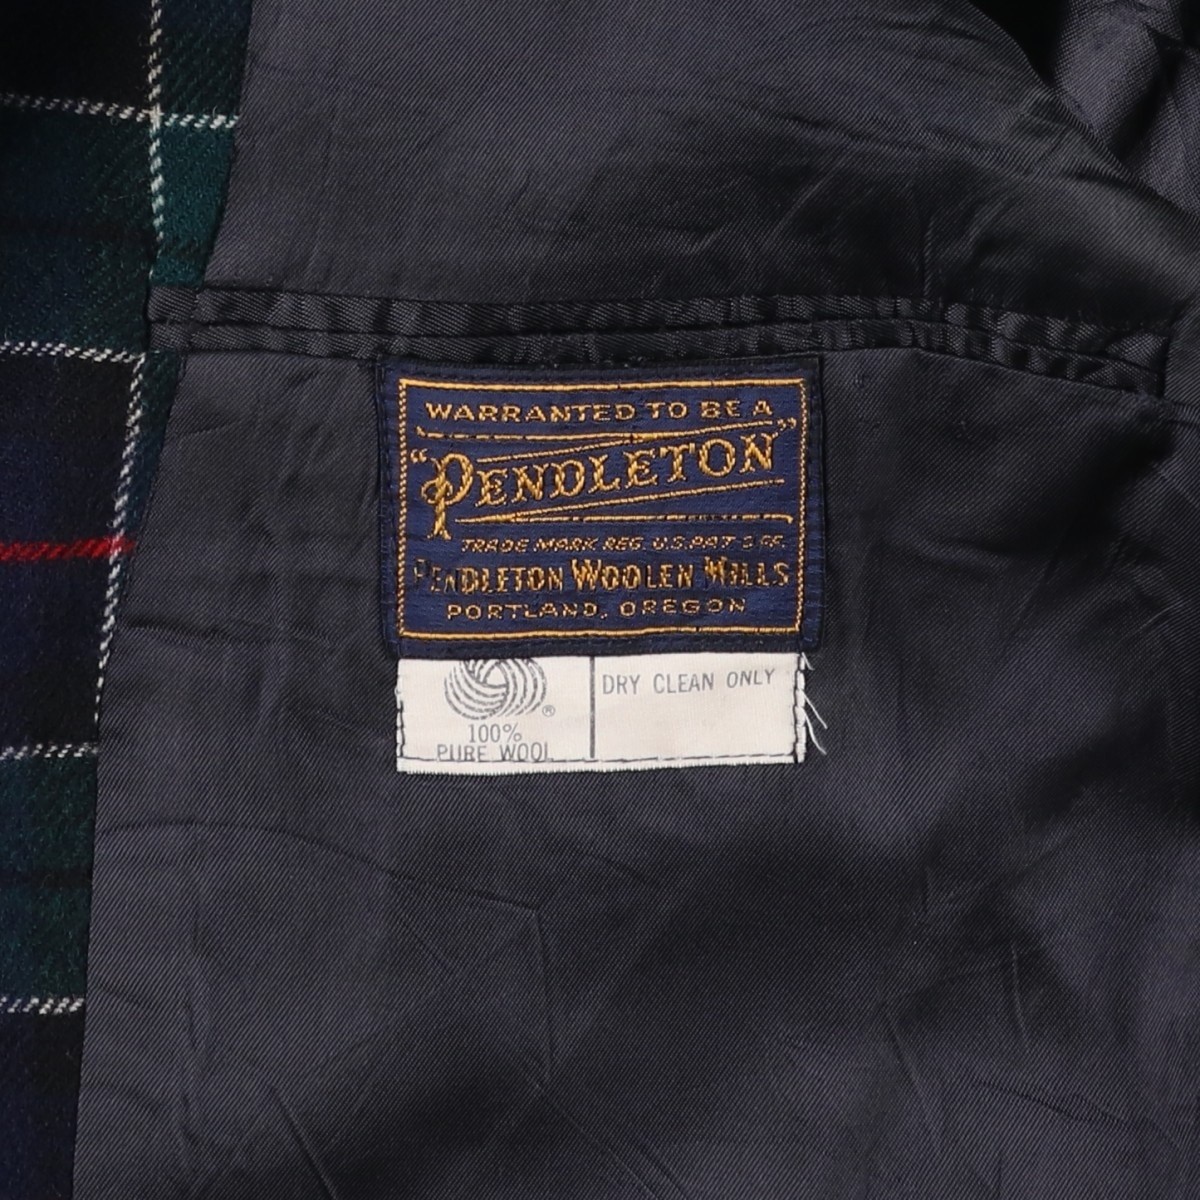 WARRANTED TO BE A
"PENDLETON"
TRADE MARK REG. U.S. PAT. OFF.
PENDLETON WOOLEN MILLS
PORTLAND, OREGON
®
100%
PURE WOOL
DRY CLEAN ONLY